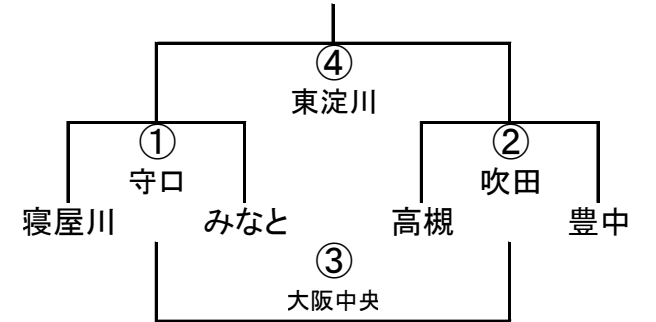 ④
東淀川
①
②
守口
吹田
寝屋川 みなと 高槻 豊中
③
大阪中央